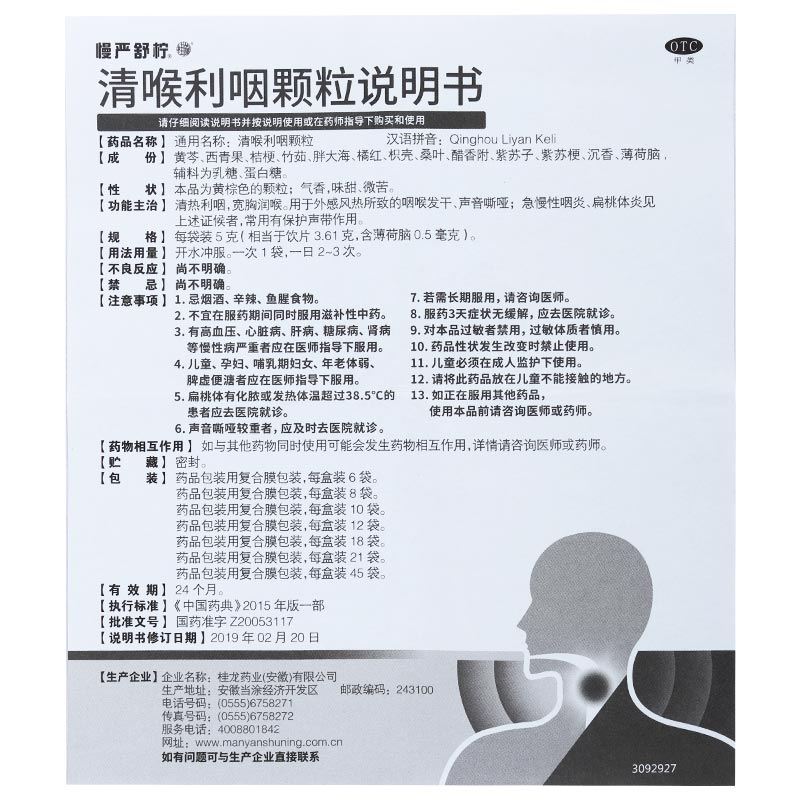 慢严舒柠®
OTC
甲类
清喉利咽颗粒说明书
请仔细阅读说明书并按说明使用或在药师指导下购买和使用
【药品名称】通用名称：清喉利咽颗粒 汉语拼音：Qinghou Liyan Keli
【成 份】黄芩、西青果、桔梗、竹茹、胖大海、橘红、枳壳、桑叶、醋香附、紫苏子、紫苏梗、沉香、薄荷脑，
辅料为乳糖、蛋白糖。
【性 状】本品为黄棕色的颗粒；气香，味甜、微苦。
【功能主治】清热利咽，宽胸润喉。用于外感风热所致的咽喉发干、声音嘶哑；急慢性咽炎、扁桃体炎见
上述证候者，常用有保护声带作用。
【规 格】每袋装 5 克（相当于饮片 3.61 克，含薄荷脑 0.5 毫克）。
【用法用量】开水冲服。一次 1 袋，一日 2~3 次。
【不良反应】尚不明确。
【禁 忌】尚不明确。
【注意事项】1. 忌烟酒、辛辣、鱼腥食物。
2. 不宜在服药期间同时服用滋补性中药。
3. 有高血压、心脏病、肝病、糖尿病、肾病
等慢性病严重者应在医师指导下服用。
4. 儿童、孕妇、哺乳期妇女、年老体弱、
脾虚便溏者应在医师指导下服用。
5. 扁桃体有化脓或发热体温超过38.5℃的
患者应去医院就诊。
6. 声音嘶哑较重者，应及时去医院就诊。
7. 若需长期服用，请咨询医师。
8. 服药3天症状无缓解，应去医院就诊。
9. 对本品过敏者禁用，过敏体质者慎用。
10. 药品性状发生改变时禁止使用。
11. 儿童必须在成人监护下使用。
12. 请将此药品放在儿童不能接触的地方。
13. 如正在服用其他药品，
使用本品前请咨询医师或药师。
【药物相互作用】如与其他药物同时使用可能会发生药物相互作用，详情请咨询医师或药师。
【贮 藏】密封。
【包 装】药品包装用复合膜包装，每盒装 6 袋。
药品包装用复合膜包装，每盒装 8 袋。
药品包装用复合膜包装，每盒装 10 袋。
药品包装用复合膜包装，每盒装 12 袋。
药品包装用复合膜包装，每盒装 18 袋。
药品包装用复合膜包装，每盒装 21 袋。
药品包装用复合膜包装，每盒装 45 袋。
【有 效 期】24 个月。
【执行标准】《中国药典》2015 年版一部
【批准文号】国药准字 Z20053117
【说明书修订日期】2019 年 02 月 20 日
【生产企业】企业名称：桂龙药业(安徽)有限公司
生产地址：安徽当涂经济开发区 邮政编码：243100
电话号码：(0555)6758271
传真号码：(0555)6758272
服务电话：4008801842
网址：www.manyanshuning.com.cn
如有问题可与生产企业直接联系
3092927